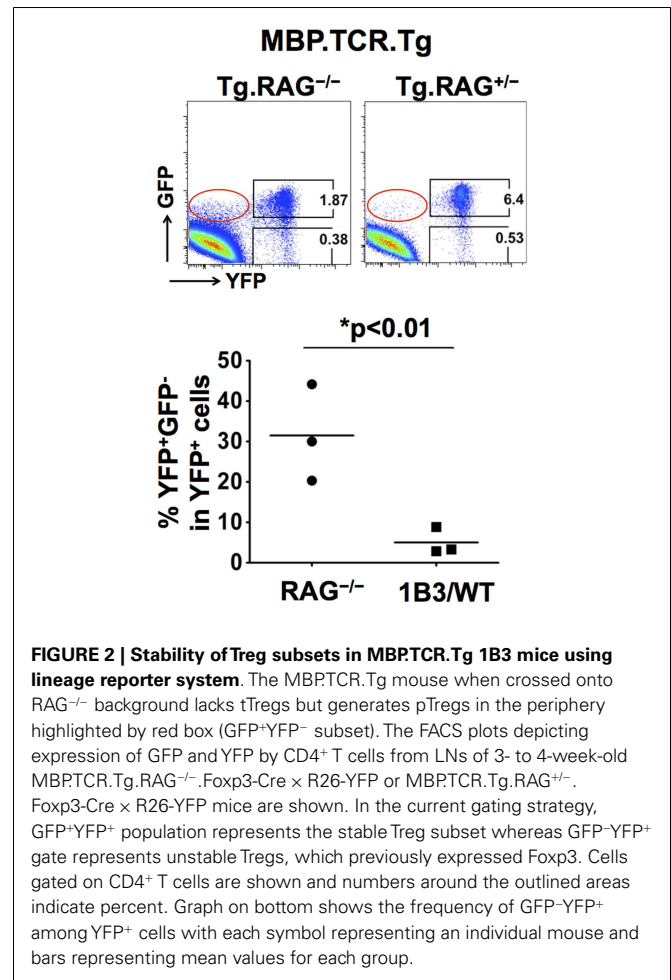 MBP.TCR.Tg
Tg.RAG⁻/⁻ Tg.RAG⁺/⁻
GFP
1.87
0.38
6.4
0.53
YFP
*p<0.01
% YFP⁺GFP⁻
in YFP⁺ cells
50
40
30
20
10
0
RAG⁻/⁻ 1B3/WT
FIGURE 2 | Stability of Treg subsets in MBP.TCR.Tg 1B3 mice using
lineage reporter system. The MBP.TCR.Tg mouse when crossed onto
RAG⁻/⁻ background lacks tTregs but generates pTregs in the periphery
highlighted by red box (GFP⁺YFP⁻ subset). The FACS plots depicting
expression of GFP and YFP by CD4⁺ T cells from LNs of 3- to 4-week-old
MBP.TCR.Tg.RAG⁻/⁻.Foxp3-Cre × R26-YFP or MBP.TCR.Tg.RAG⁺/⁻.
Foxp3-Cre × R26-YFP mice are shown. In the current gating strategy,
GFP⁺YFP⁺ population represents the stable Treg subset whereas GFP⁻YFP⁺
gate represents unstable Tregs, which previously expressed Foxp3. Cells
gated on CD4⁺ T cells are shown and numbers around the outlined areas
indicate percent. Graph on bottom shows the frequency of GFP⁻YFP⁺
among YFP⁺ cells with each symbol representing an individual mouse and
bars representing mean values for each group.